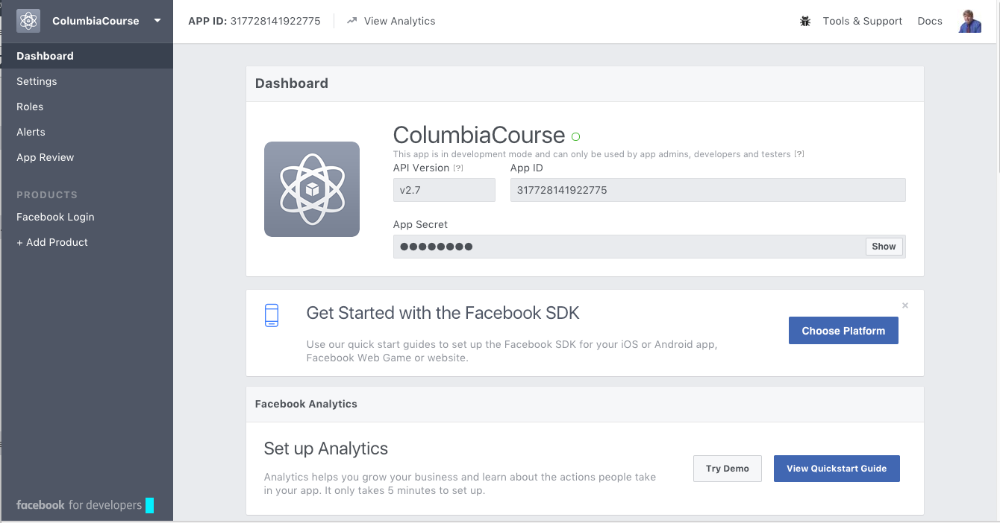 ColumbiaCourse
APP ID: 317728141922775
View Analytics
Tools & Support
Docs
Dashboard
Settings
Roles
Alerts
App Review
PRODUCTS
Facebook Login
+ Add Product
facebook for developers
Dashboard
ColumbiaCourse
This app is in development mode and can only be used by app admins, developers and testers [?]
API Version [?]
App ID
v2.7
317728141922775
App Secret
●●●●●●●●
Show
Get Started with the Facebook SDK
×
Use our quick start guides to set up the Facebook SDK for your iOS or Android app,
Facebook Web Game or website.
Choose Platform
Facebook Analytics
Set up Analytics
Analytics helps you grow your business and learn about the actions people take
in your app. It only takes 5 minutes to set up.
Try Demo
View Quickstart Guide